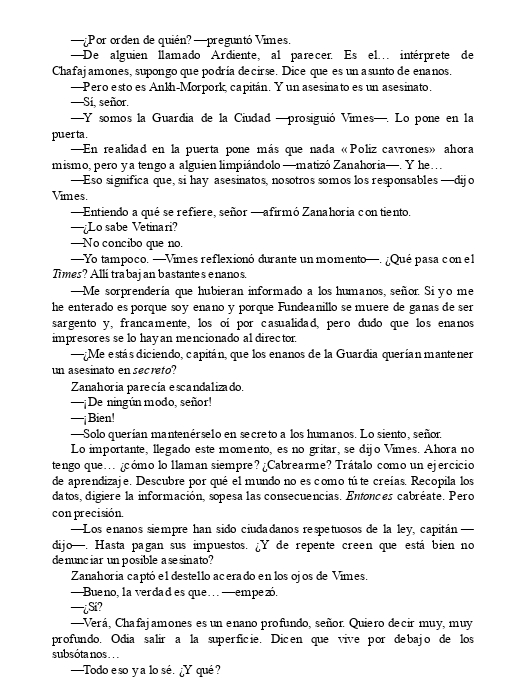 —¿Por orden de quién? —preguntó Vimes.
—De alguien llamado Ardiente, al parecer. Es el… intérprete de
Chafajamones, supongo que podría decirse. Dice que es un asunto de enanos.
—Pero esto es Ankh-Morpork, capitán. Y un asesinato es un asesinato.
—Sí, señor.
—Y somos la Guardia de la Ciudad —prosiguió Vimes—. Lo pone en la
puerta.
—En realidad en la puerta pone más que nada «Poliz cavrones» ahora
mismo, pero ya tengo a alguien limpiándolo —matizó Zanahoria—. Y he…
—Eso significa que, si hay asesinatos, nosotros somos los responsables —dijo
Vimes.
—Entiendo a qué se refiere, señor —afirmó Zanahoria con tiento.
—¿Lo sabe Vetinari?
—No concibo que no.
—Yo tampoco. —Vimes reflexionó durante un momento—. ¿Qué pasa con el
Times? Allí trabajan bastantes enanos.
—Me sorprendería que hubieran informado a los humanos, señor. Si yo me
he enterado es porque soy enano y porque Fundeanillo se muere de ganas de ser
sargento y, francamente, los oí por casualidad, pero dudo que los enanos
impresores se lo hayan mencionado al director.
—¿Me estás diciendo, capitán, que los enanos de la Guardia querían mantener
un asesinato en secreto?
Zanahoria parecía escandalizado.
—¡De ningún modo, señor!
—¡Bien!
—Solo querían mantenérselo en secreto a los humanos. Lo siento, señor.
Lo importante, llegado este momento, es no gritar, se dijo Vimes. Ahora no
tengo que… ¿cómo lo llaman siempre? ¿Cabrearme? Trátalo como un ejercicio
de aprendizaje. Descubre por qué el mundo no es como tú te creías. Recopila los
datos, digiere la información, sopesa las consecuencias. Entonces cabréate. Pero
con precisión.
—Los enanos siempre han sido ciudadanos respetuosos de la ley, capitán —
dijo—. Hasta pagan sus impuestos. ¿Y de repente creen que está bien no
denunciar un posible asesinato?
Zanahoria captó el destello acerado en los ojos de Vimes.
—Bueno, la verdad es que… —empezó.
—¿Sí?
—Verá, Chafajamones es un enano profundo, señor. Quiero decir muy, muy
profundo. Odia salir a la superficie. Dicen que vive por debajo de los
subsótanos…
—Todo eso ya lo sé. ¿Y qué?